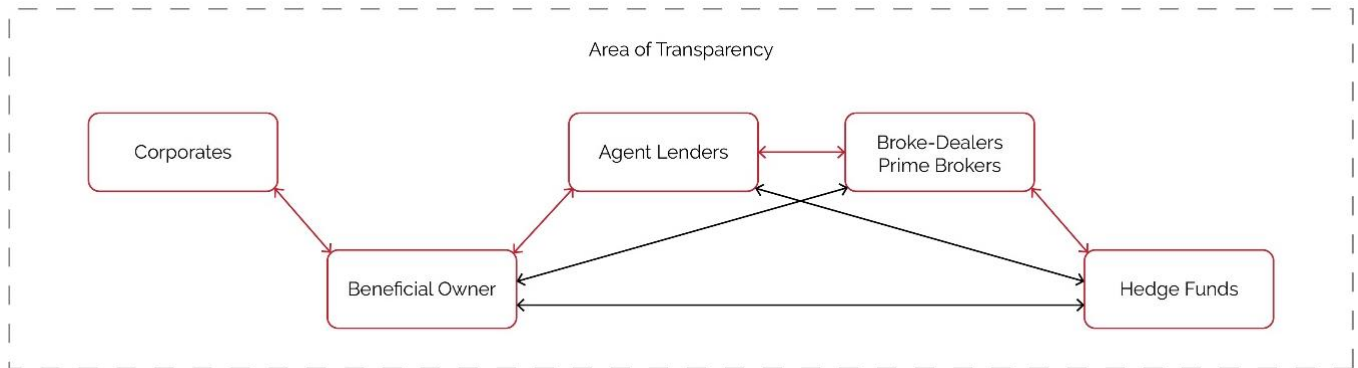 Area of Transparency
Corporates
Agent Lenders
Broke-Dealers
Prime Brokers
Beneficial Owner
Hedge Funds